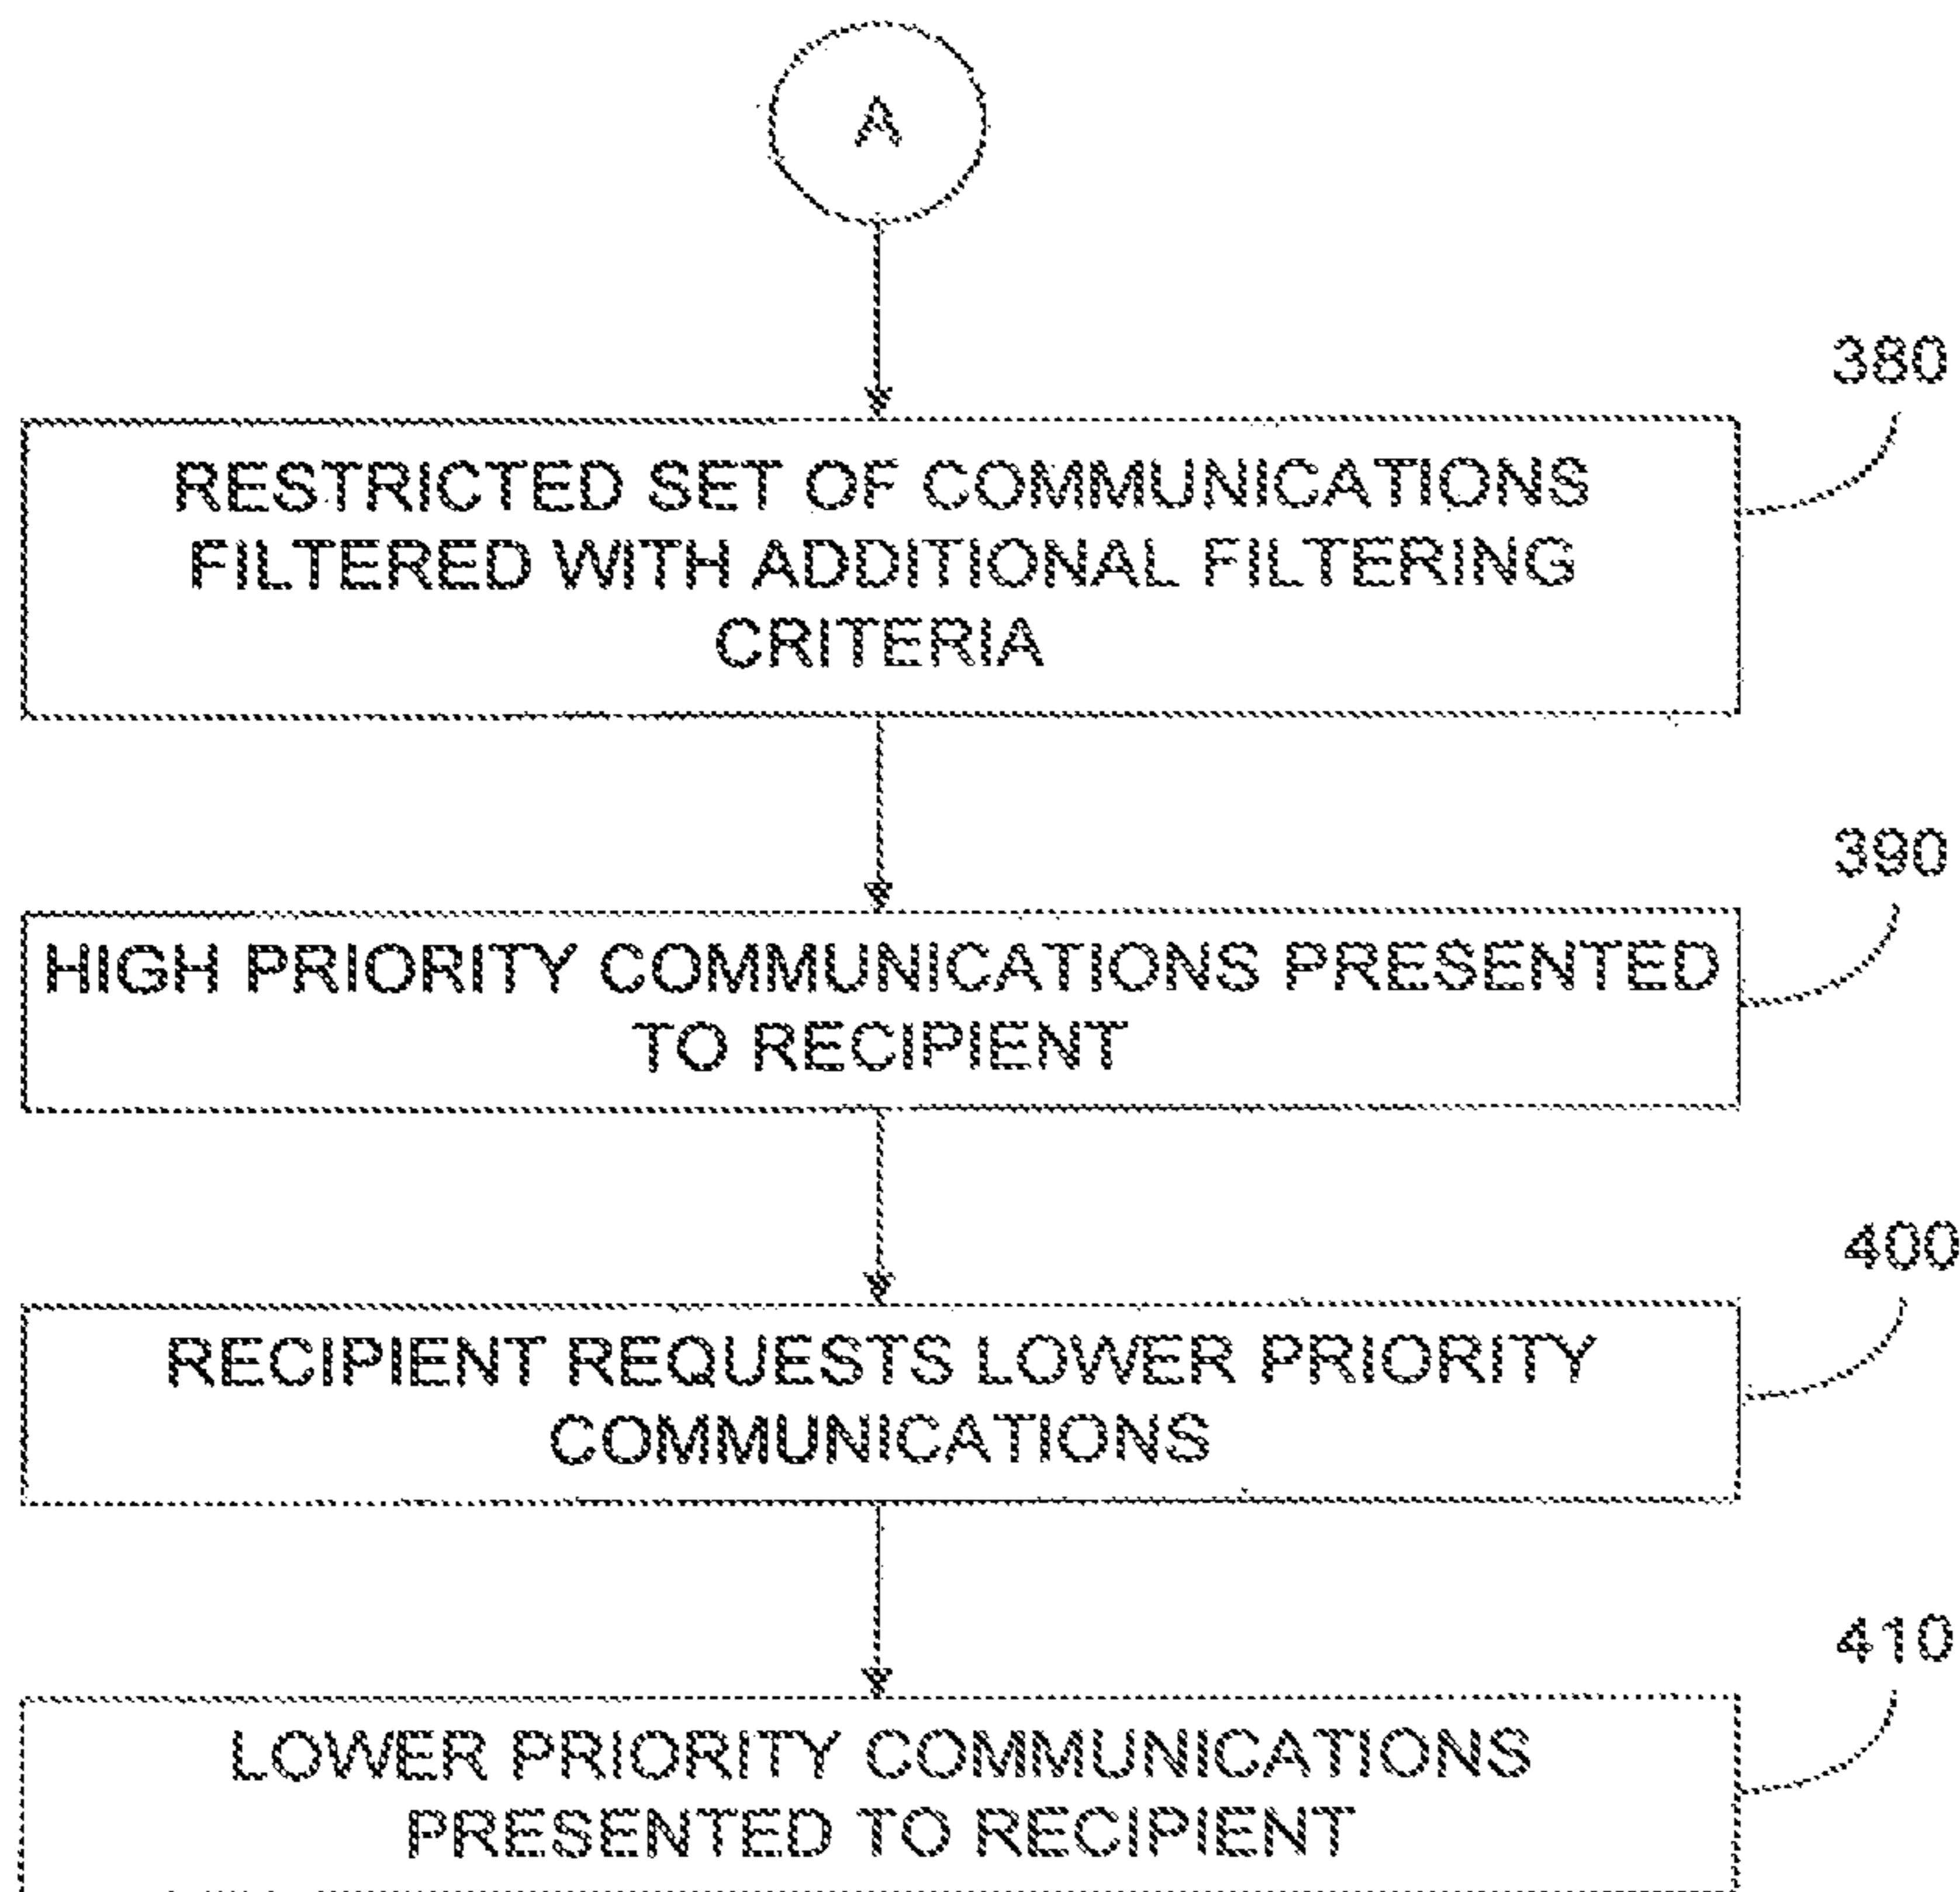 A
380
RESTRICTED SET OF COMMUNICATIONS
FILTERED WITH ADDITIONAL FILTERING
CRITERIA
390
HIGH PRIORITY COMMUNICATIONS PRESENTED
TO RECIPIENT
400
RECIPIENT REQUESTS LOWER PRIORITY
COMMUNICATIONS
410
LOWER PRIORITY COMMUNICATIONS
PRESENTED TO RECIPIENT